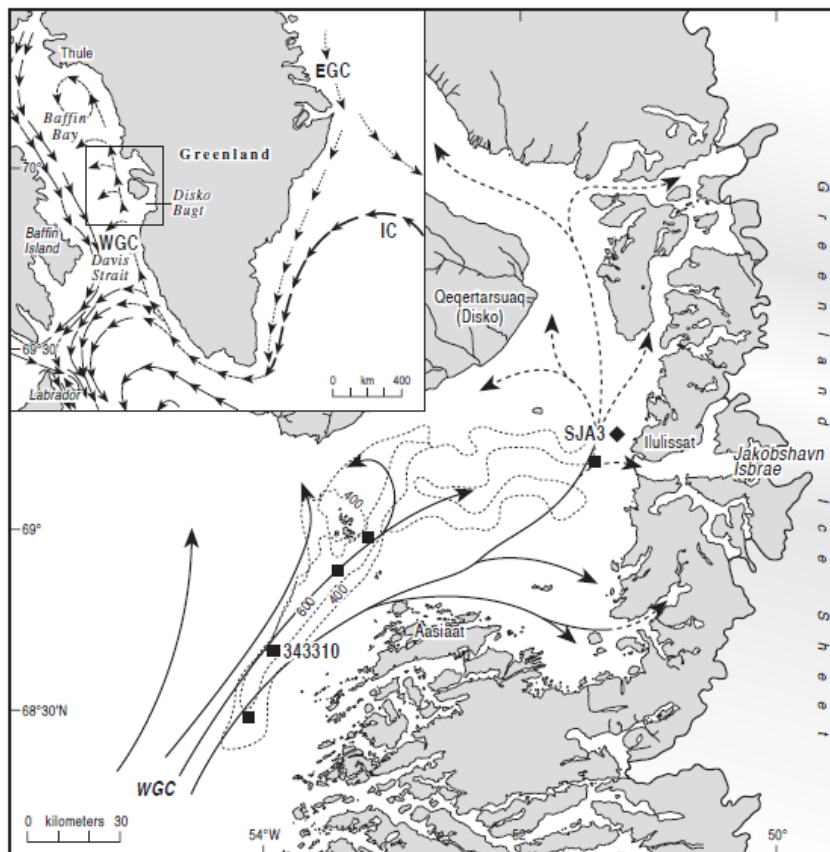 Thule
EGC
Baffin
Bay
Greenland
70°
Disko
Bugt
Baffin
Island
WGC
Davis
Strait
IC
69°30
0 km 400
Labrador
Qeqertarsuaq
(Disko)
SJA3
Ilulissat
Jakobshavn
Isbrae
Greenland Ice Sheet
400
69°
600
400
Aasiaat
343310
68°30'N
WGC
0 kilometers 30
54°W
52°
50°